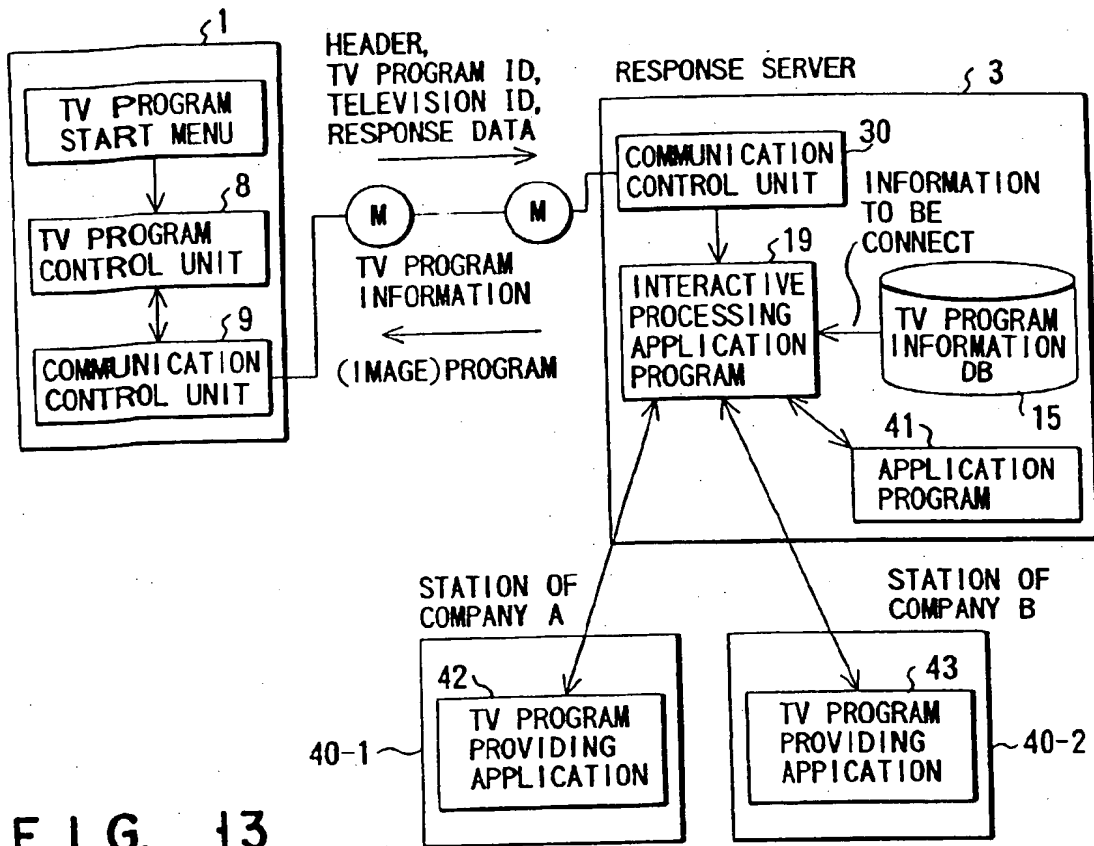 1
TV PROGRAM
START MENU
8
TV PROGRAM
CONTROL UNIT
9
COMMUNICATION
CONTROL UNIT
HEADER,
TV PROGRAM ID,
TELEVISION ID,
RESPONSE DATA
M
M
TV PROGRAM
INFORMATION
(IMAGE)PROGRAM
RESPONSE SERVER
3
30
COMMUNICATION
CONTROL UNIT
INFORMATION
TO BE
CONNECT
19
INTERACTIVE
PROCESSING
APPLICATION
PROGRAM
TV PROGRAM
INFORMATION
DB
15
41
APPLICATION
PROGRAM
STATION OF
COMPANY A
42
TV PROGRAM
PROVIDING
APPLICATION
40-1
STATION OF
COMPANY B
43
TV PROGRAM
PROVIDING
APPICATION
40-2
FIG. 13